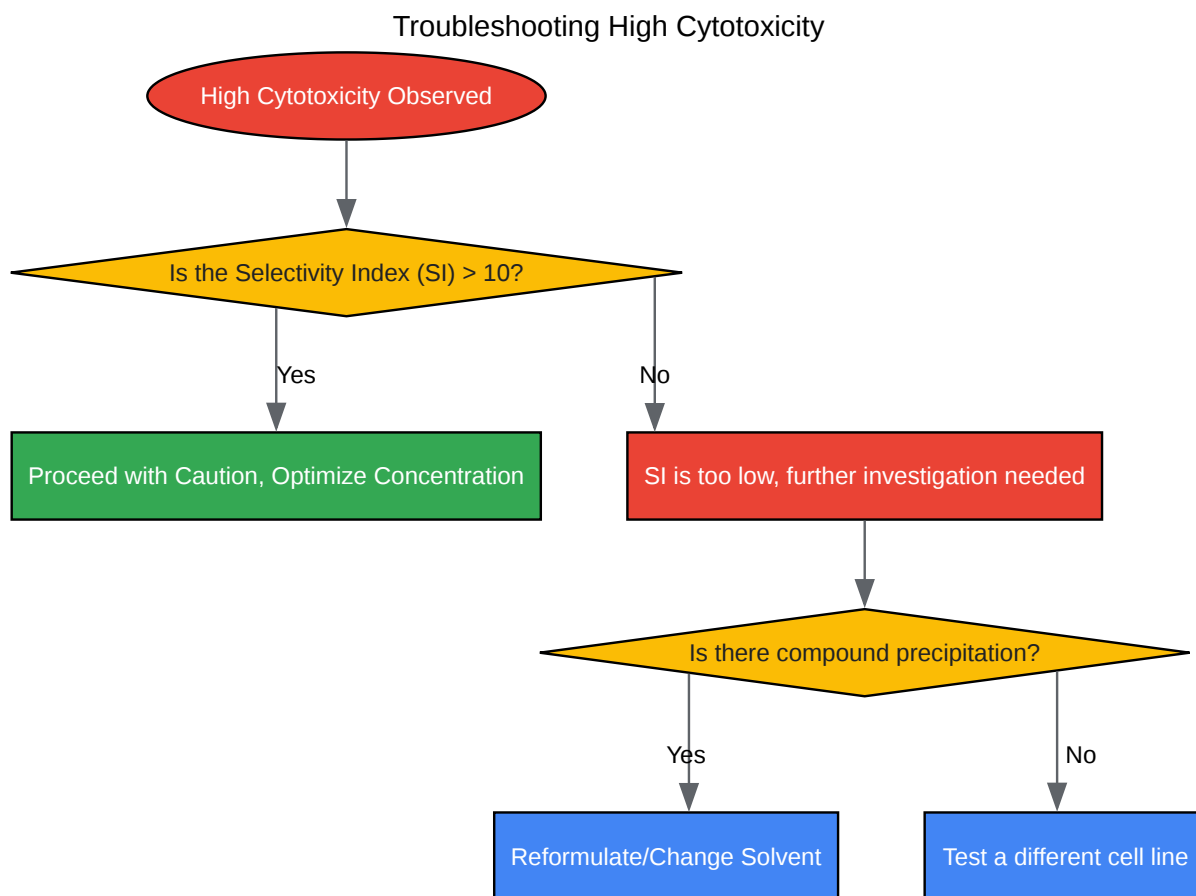 Troubleshooting High Cytotoxicity
High Cytotoxicity Observed
Is the Selectivity Index (SI) > 10?
Yes
No
Proceed with Caution, Optimize Concentration
SI is too low, further investigation needed
Is there compound precipitation?
Yes
No
Reformulate/Change Solvent
Test a different cell line